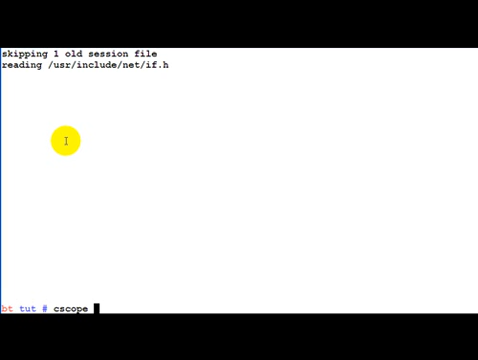 skipping 1 old session file
reading /usr/include/net/if.h
bt tut # cscope